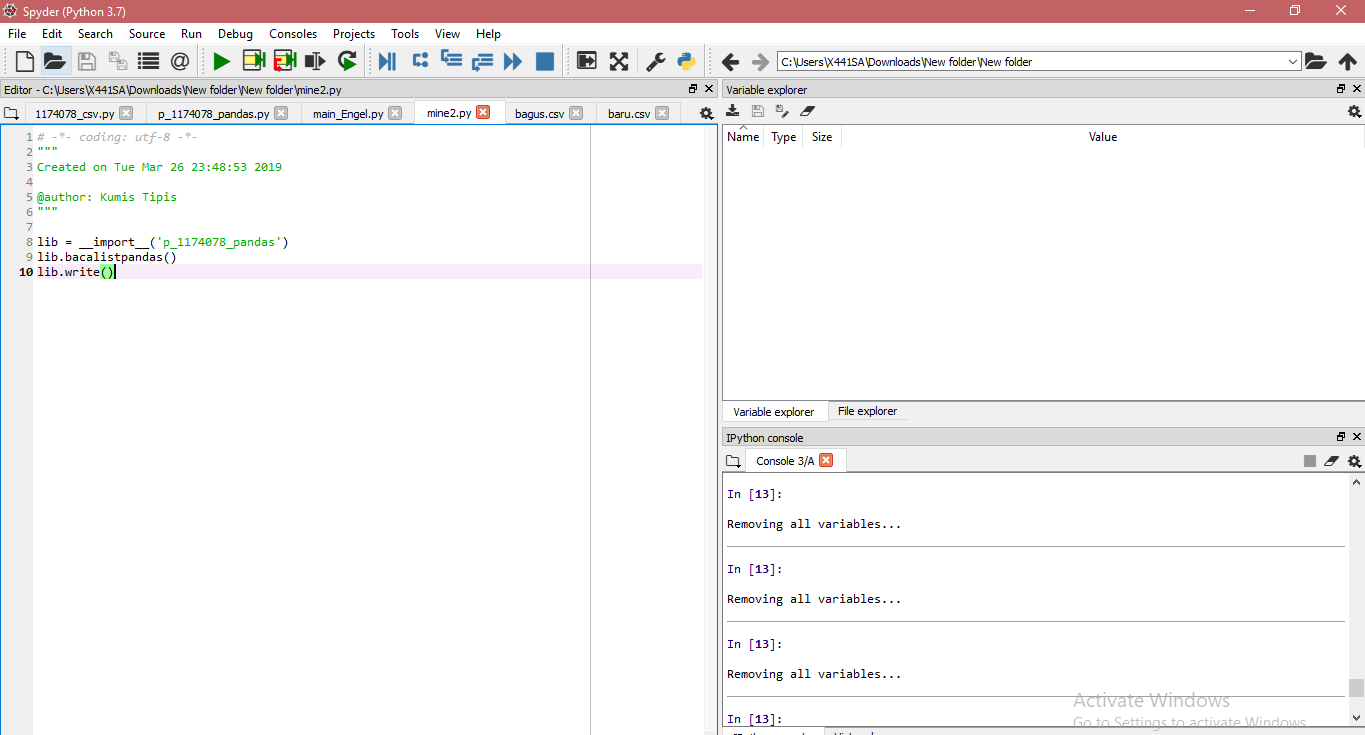 Spyder (Python 3.7)
File Edit Search Source Run Debug Consoles Projects Tools View Help
C:\Users\X441SA\Downloads\New folder\New folder
Editor - C:\Users\X441SA\Downloads\New folder\New folder\mine2.py
1174078_csv.py p_1174078_pandas.py main_Engel.py mine2.py bagus.csv baru.csv
1 # -*- coding: utf-8 -*-
2 """
3 Created on Tue Mar 26 23:48:53 2019
4
5 @author: Kumis Tipis
6 """
7
8 lib = __import__('p_1174078_pandas')
9 lib.bacalistpandas()
10 lib.write()
Variable explorer
Name Type Size Value
Variable explorer File explorer
IPython console
Console 3/A
In [13]:
Removing all variables...
In [13]:
Removing all variables...
In [13]:
Removing all variables...
In [13]:
Activate Windows
Go to Settings to activate Windows.